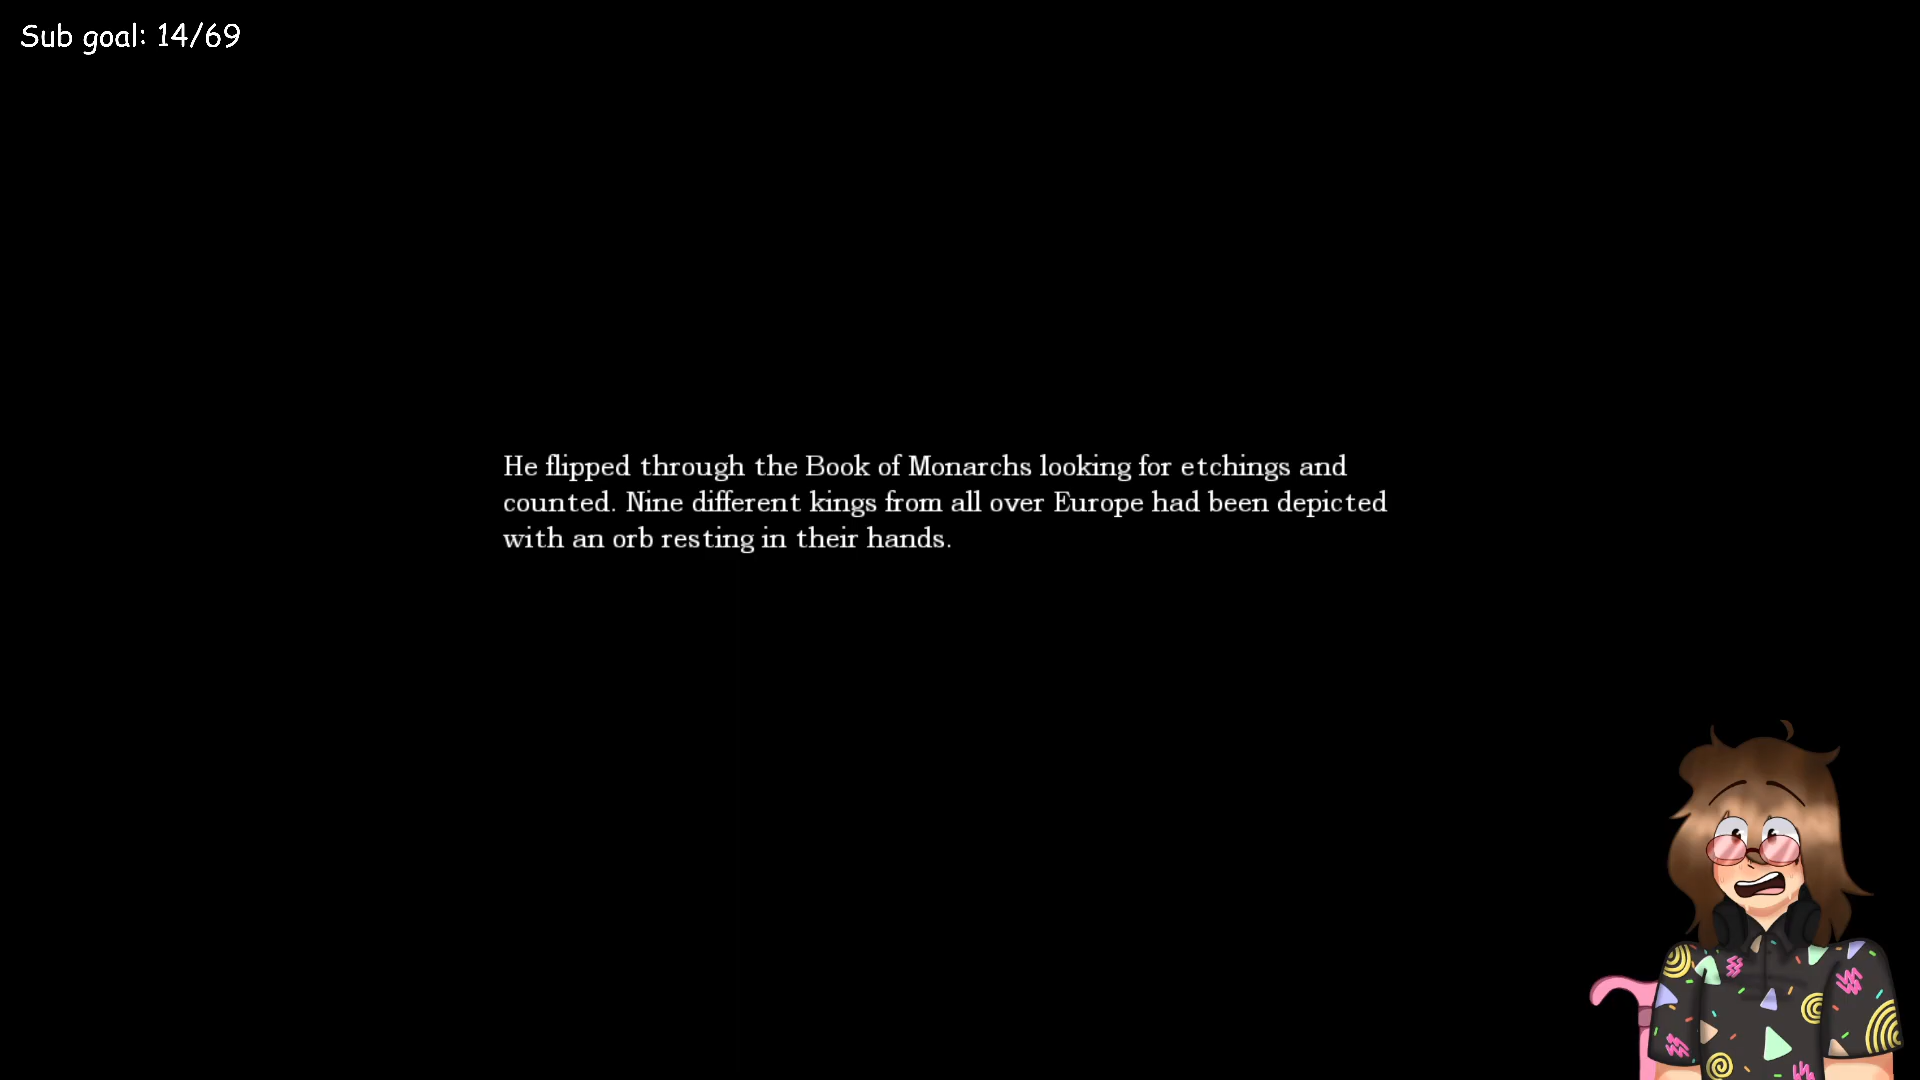 Sub goal: 14/69
He flipped through the Book of Monarchs looking for etchings and
counted. Nine different kings from all over Europe had been depicted
with an orb resting in their hands.